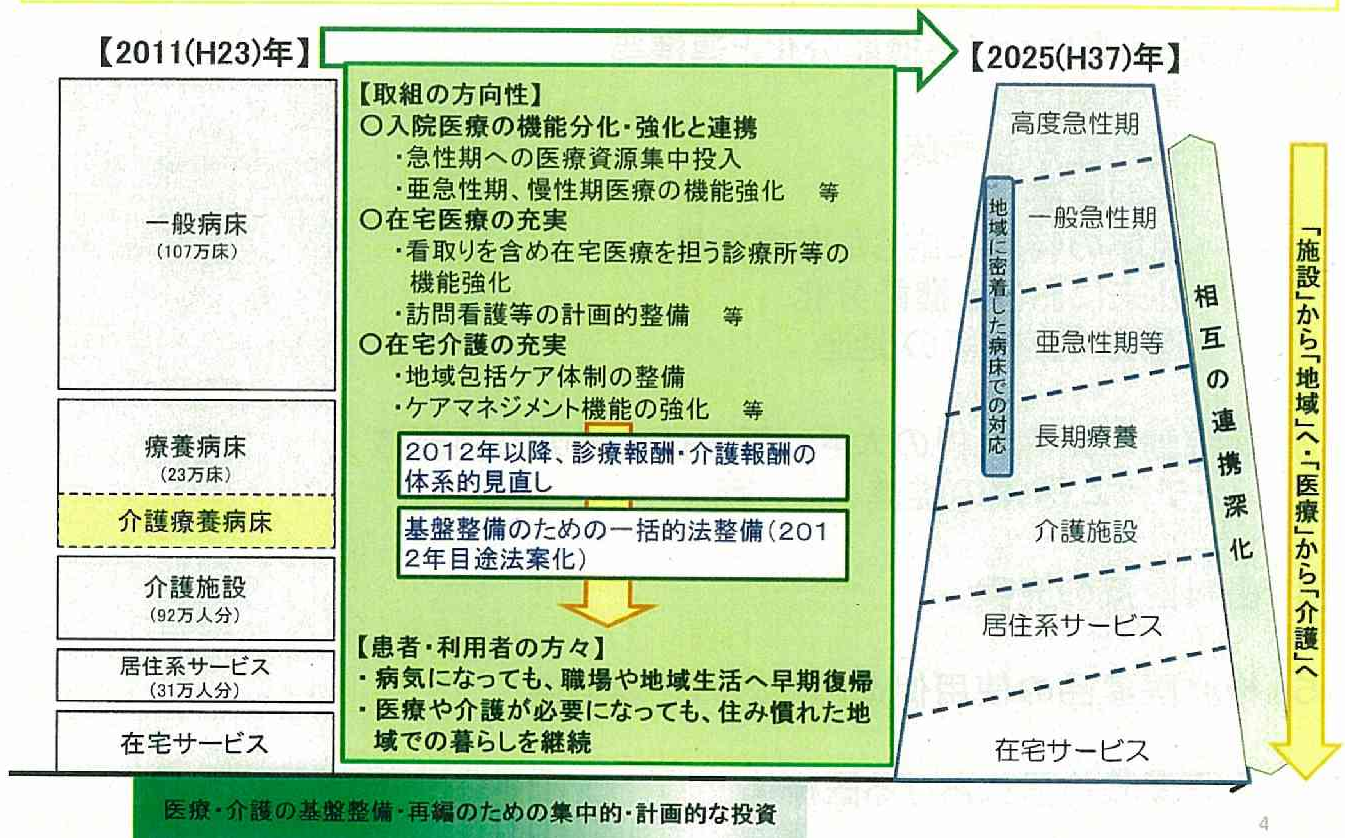 【2011(H23)年】
一般病床
(107万床)
療養病床
(23万床)
介護療養病床
介護施設
(92万人分)
居住系サービス
(31万人分)
在宅サービス
【取組の方向性】
○入院医療の機能分化・強化と連携
・急性期への医療資源集中投入
・亜急性期、慢性期医療の機能強化 等
○在宅医療の充実
・看取りを含め在宅医療を担う診療所等の
機能強化
・訪問看護等の計画的整備 等
○在宅介護の充実
・地域包括ケア体制の整備
・ケアマネジメント機能の強化 等
2012年以降、診療報酬・介護報酬の
体系的見直し
基盤整備のための一括的法整備(201
2年目途法案化)
【患者・利用者の方々】
・病気になっても、職場や地域生活へ早期復帰
・医療や介護が必要になっても、住み慣れた地
域での暮らしを継続
【2025(H37)年】
高度急性期
一般急性期
亜急性期等
長期療養
介護施設
居住系サービス
在宅サービス
地域に密着した病床での対応
相互の連携深化
「施設」から「地域」へ・「医療」から「介護」へ
医療・介護の基盤整備・再編のための集中的・計画的な投資
4